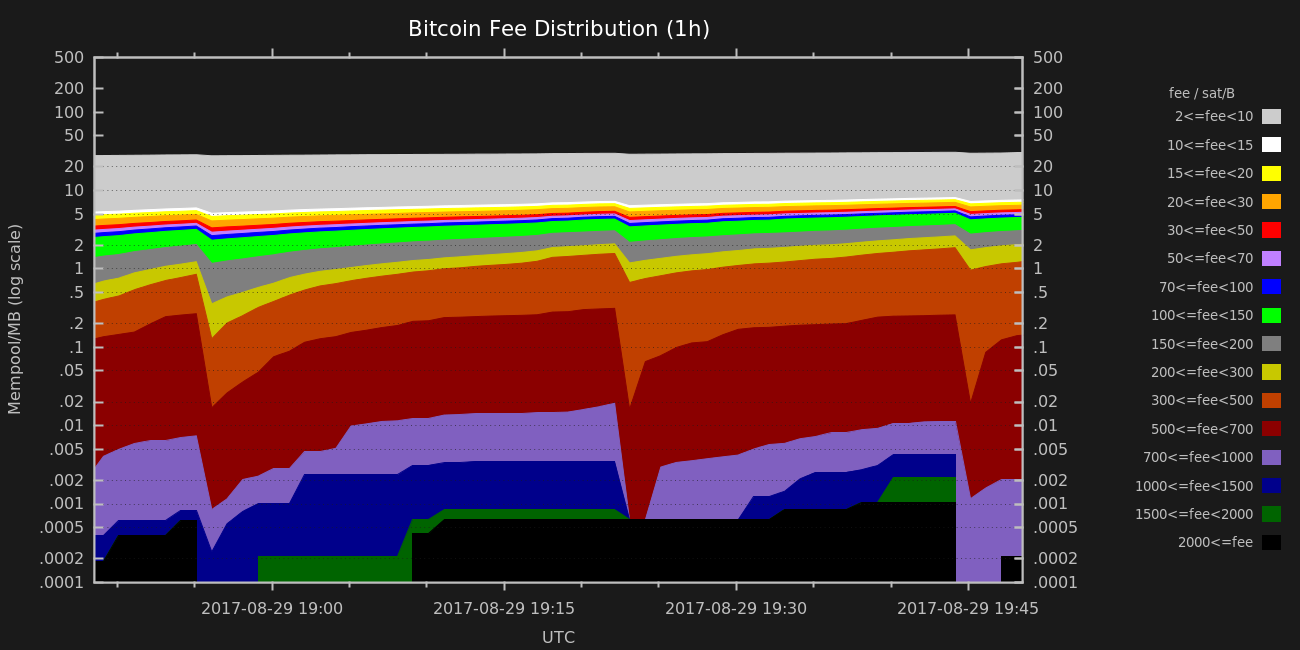 Bitcoin Fee Distribution (1h)
500
200
100
50
20
10
5
2
1
.5
.2
.1
.05
.02
.01
.005
.002
.001
.0005
.0002
.0001
Mempool/MB (log scale)
500
200
100
50
20
10
5
2
1
.5
.2
.1
.05
.02
.01
.005
.002
.001
.0005
.0002
.0001
2017-08-29 19:00
2017-08-29 19:15
2017-08-29 19:30
2017-08-29 19:45
UTC
fee / sat/B
2<=fee<10
10<=fee<15
15<=fee<20
20<=fee<30
30<=fee<50
50<=fee<70
70<=fee<100
100<=fee<150
150<=fee<200
200<=fee<300
300<=fee<500
500<=fee<700
700<=fee<1000
1000<=fee<1500
1500<=fee<2000
2000<=fee